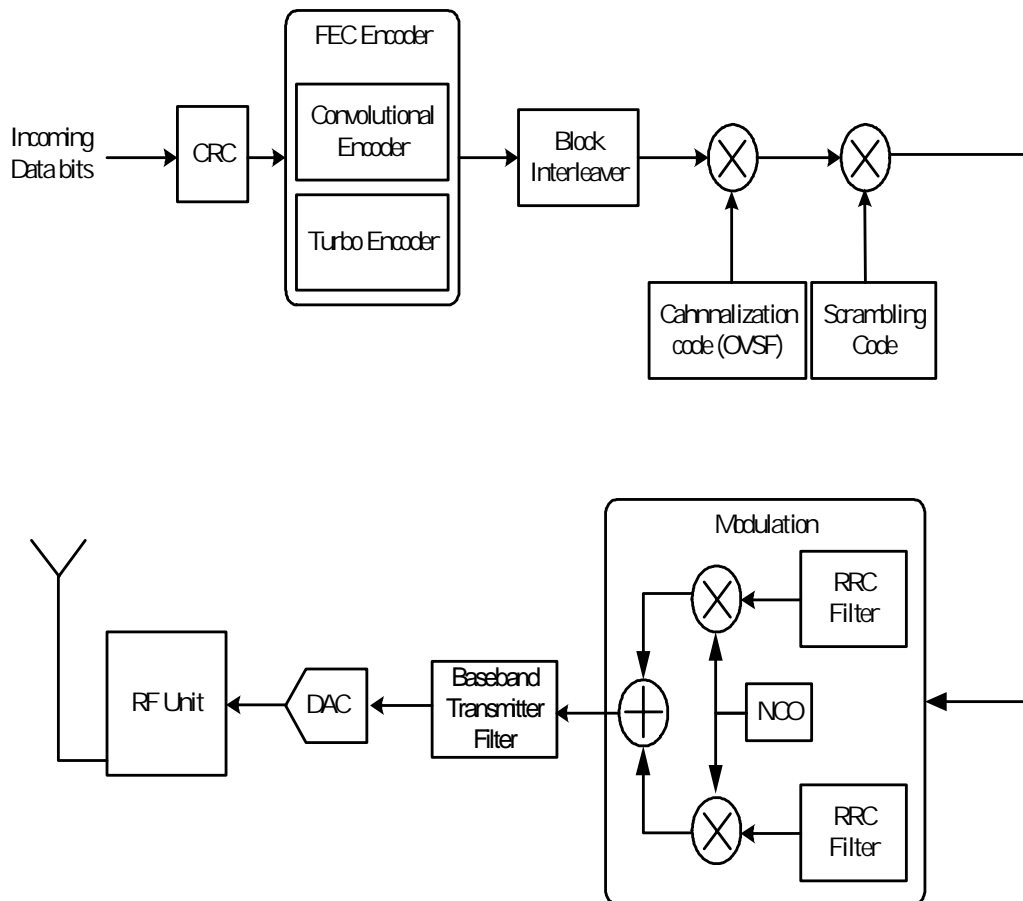 FEC Encoder
Convolutional
Encoder
Turbo Encoder
Incoming
Data bits
CRC
Block
Interleaver
Cahnnalization
code (OVSF)
Scrambling
Code
Modulation
RRC
Filter
NCO
RRC
Filter
Baseband
Transmitter
Filter
DAC
RF Unit